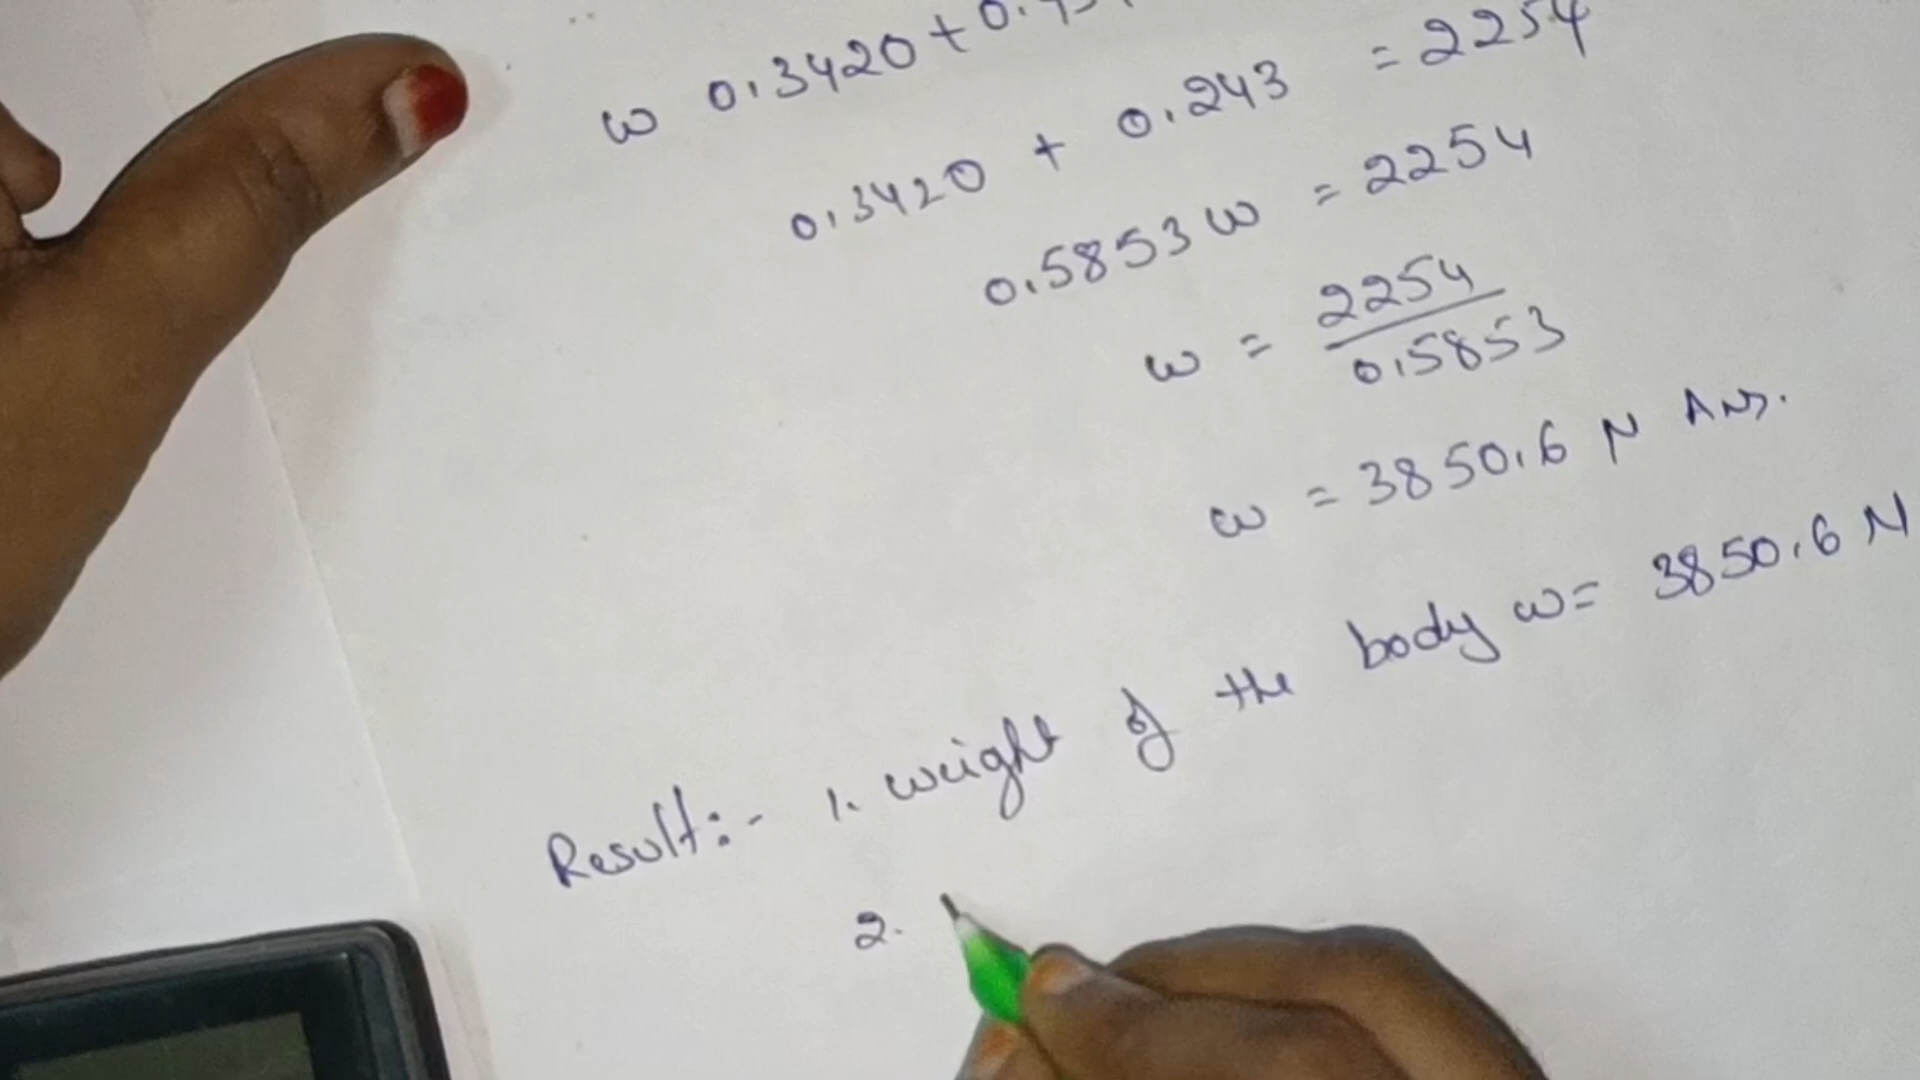 w 0.3420 + 0.
0.3420 + 0.243 = 2254
0.5853 w = 2254
w = 2254 / 0.5853
w = 3850.6 N Ans.
Result:- 1. weight of the body w= 3850.6 N
2.